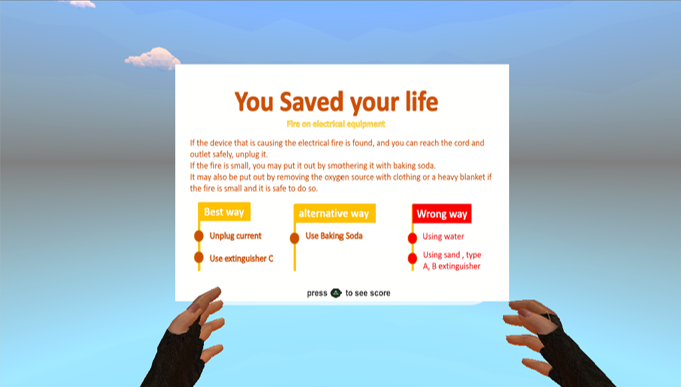 You Saved your life
Fire on electrical equipment
If the device that is causing the electrical fire is found, and you can reach the cord and
outlet safely, unplug it.
If the fire is small, you may put it out by smothering it with baking soda.
It may also be put out by removing the oxygen source with clothing or a heavy blanket if
the fire is small and it is safe to do so.
Best way
Unplug current
Use extinguisher C
alternative way
Use Baking Soda
Wrong way
Using water
Using sand , type
A, B extinguisher
press A to see score